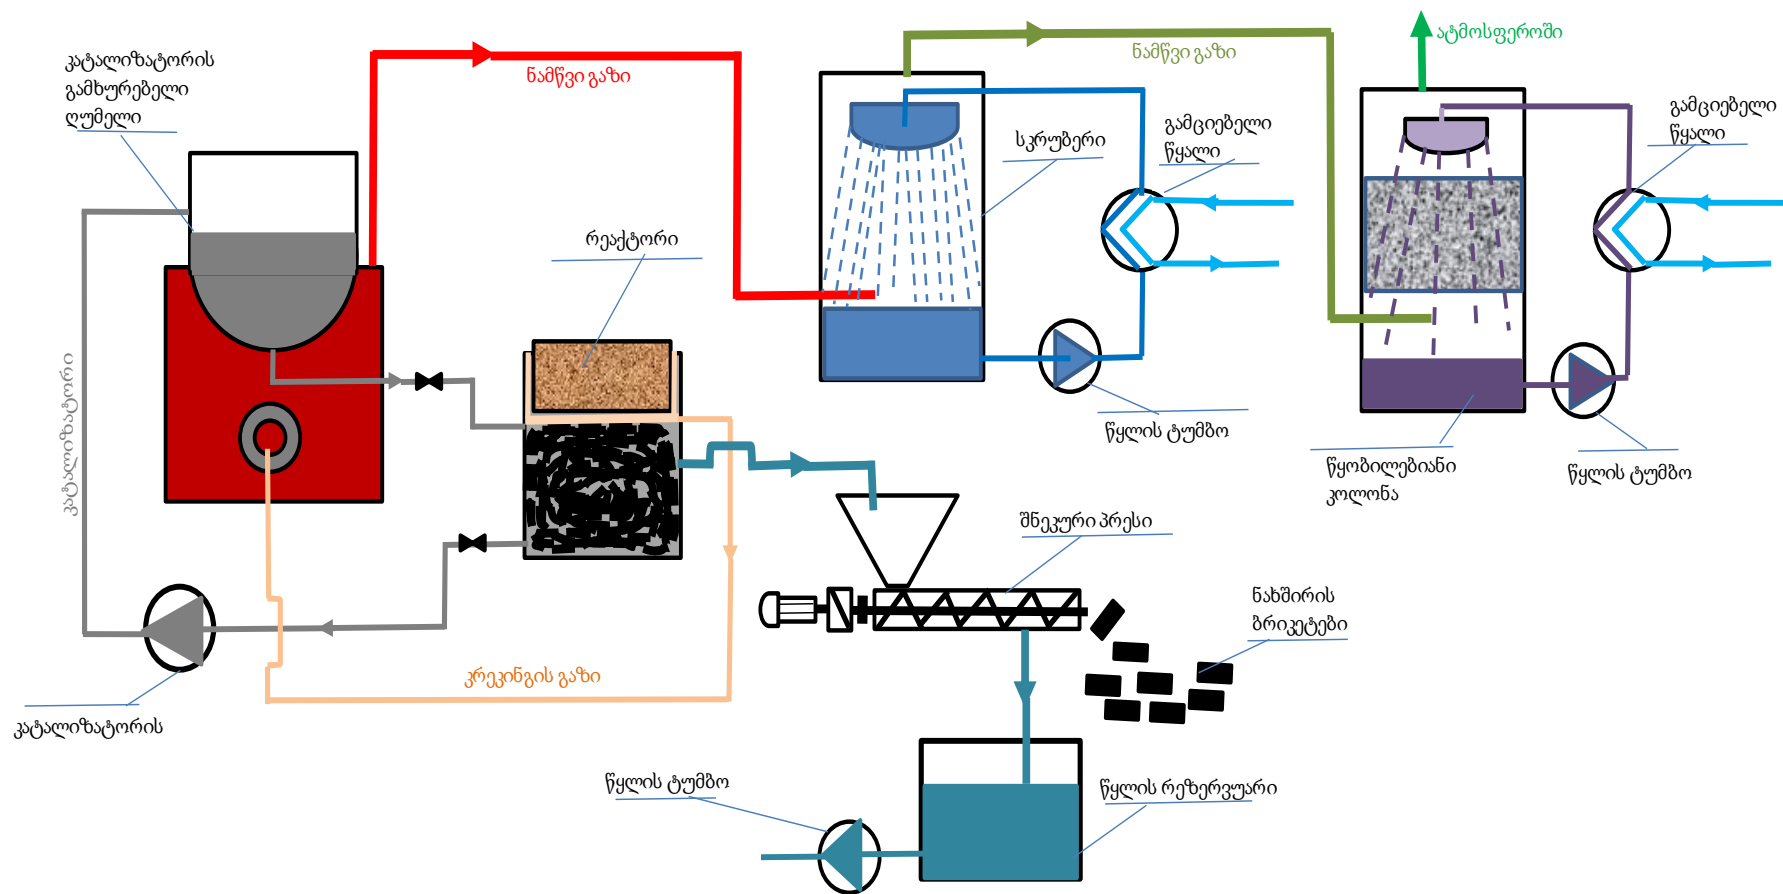 კატალიზატორის
გამხურებელი
ღუმელი
ნამწვი გაზი
ნამწვი გაზი
ატმოსფეროში
სკრუბერი
გამციებელი
წყალი
გამციებელი
წყალი
რეაქტორი
კატალიზატორი
წყლის ტუმბო
წყობილებიანი
კოლონა
წყლის ტუმბო
შნეკური პრესი
ნახშირის
ბრიკეტები
კრეკინგის გაზი
კატალიზატორის
წყლის ტუმბო
წყლის რეზერვუარი